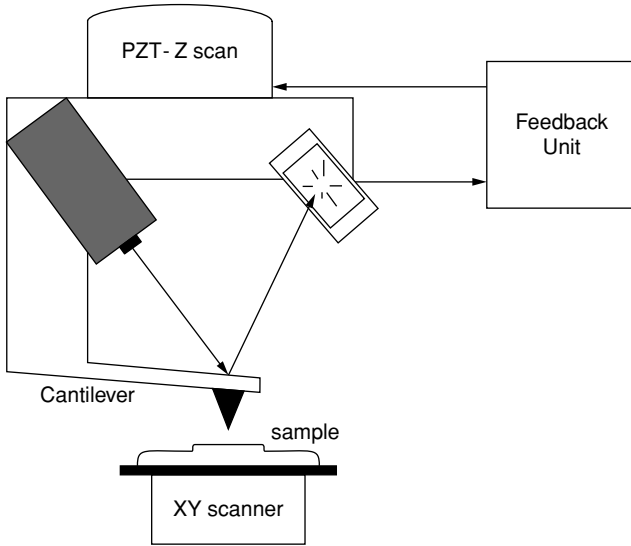 PZT- Z scan
Feedback
Unit
Cantilever
sample
XY scanner